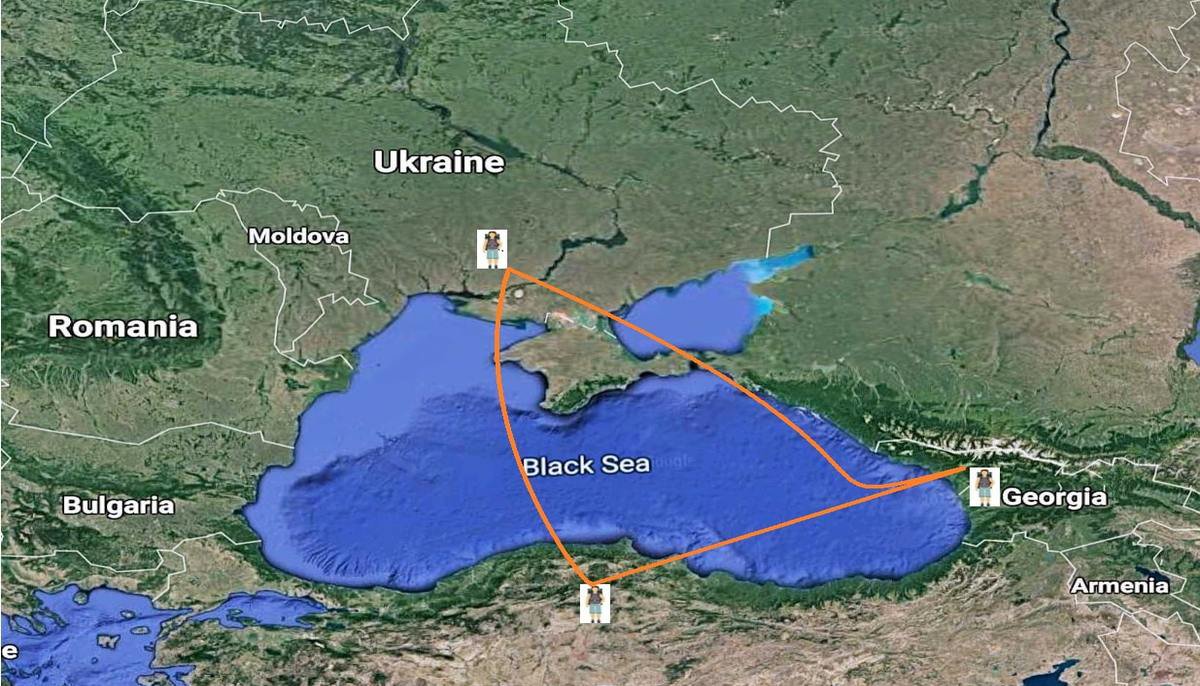 Ukraine
Moldova
Romania
Black Sea
Bulgaria
Georgia
Armenia
e